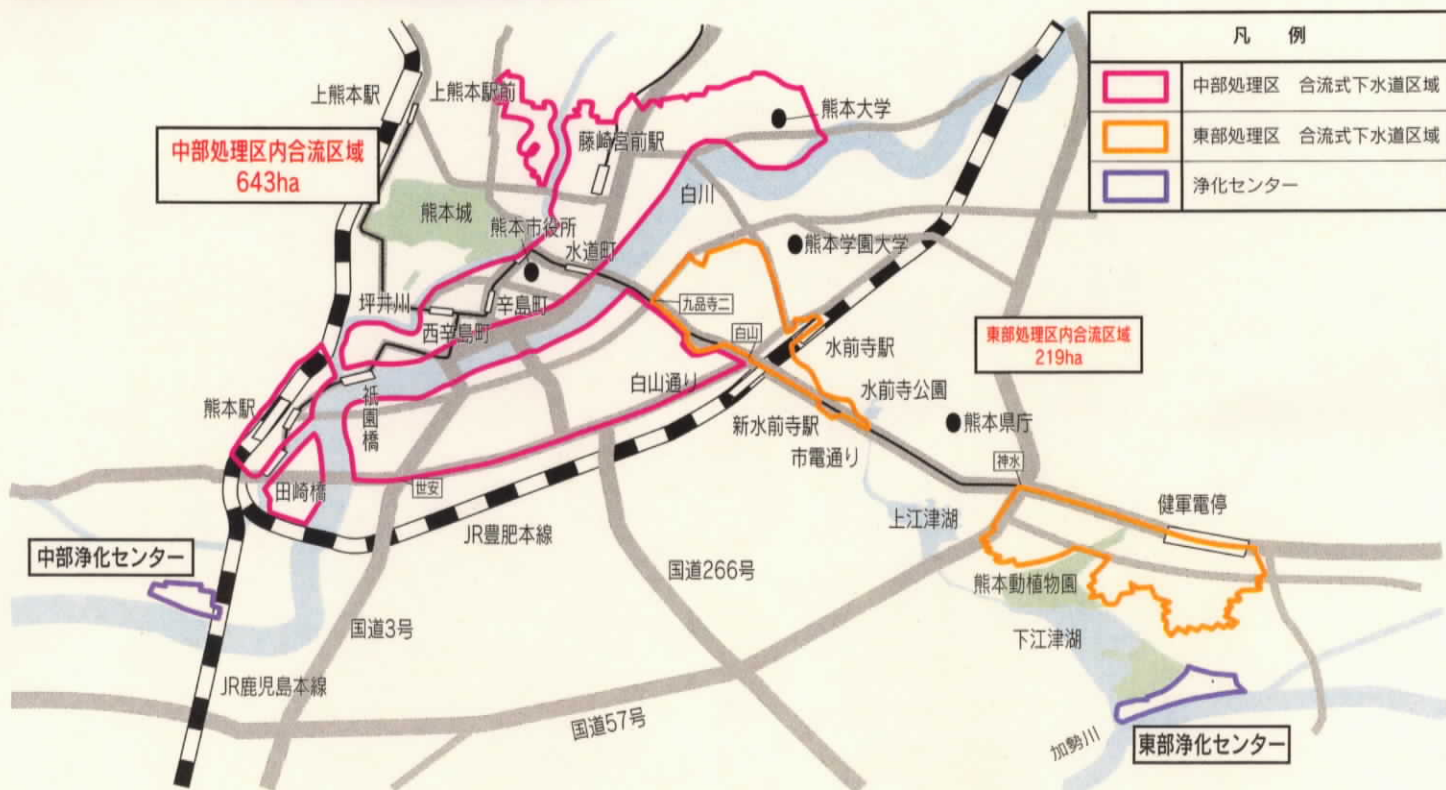 凡 例
中部処理区 合流式下水道区域
東部処理区 合流式下水道区域
浄化センター
上熊本駅
上熊本駅前
熊本大学
藤崎宮前駅
中部処理区内合流区域
643ha
白川
熊本城
熊本市役所
水道町
熊本学園大学
坪井川
辛島町
九品寺二
西辛島町
白山
東部処理区内合流区域
219ha
水前寺駅
白山通り
水前寺公園
熊本駅
祇園橋
新水前寺駅
熊本県庁
市電通り
神水
田崎橋
世安
健軍電停
上江津湖
JR豊肥本線
中部浄化センター
国道266号
熊本動植物園
国道3号
下江津湖
JR鹿児島本線
国道57号
加勢川
東部浄化センター